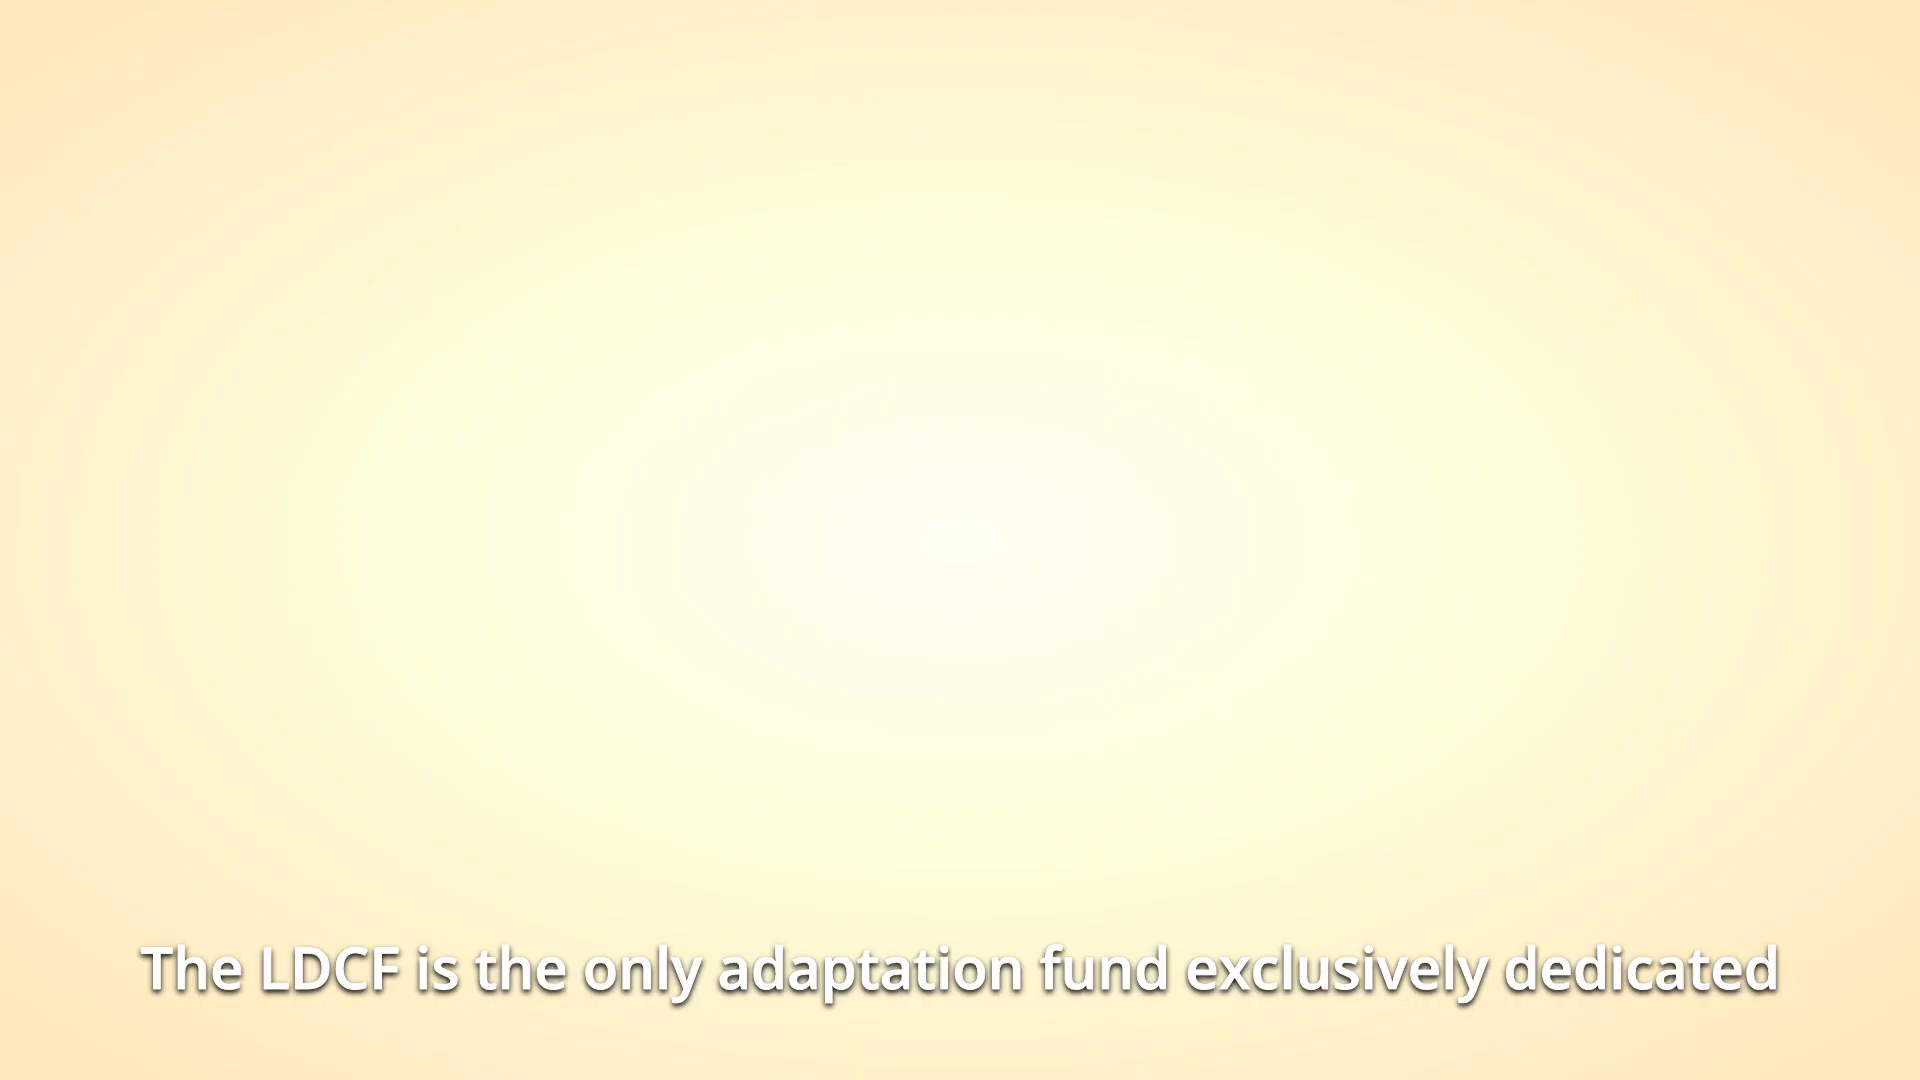 The LDCF is the only adaptation fund exclusively dedicated